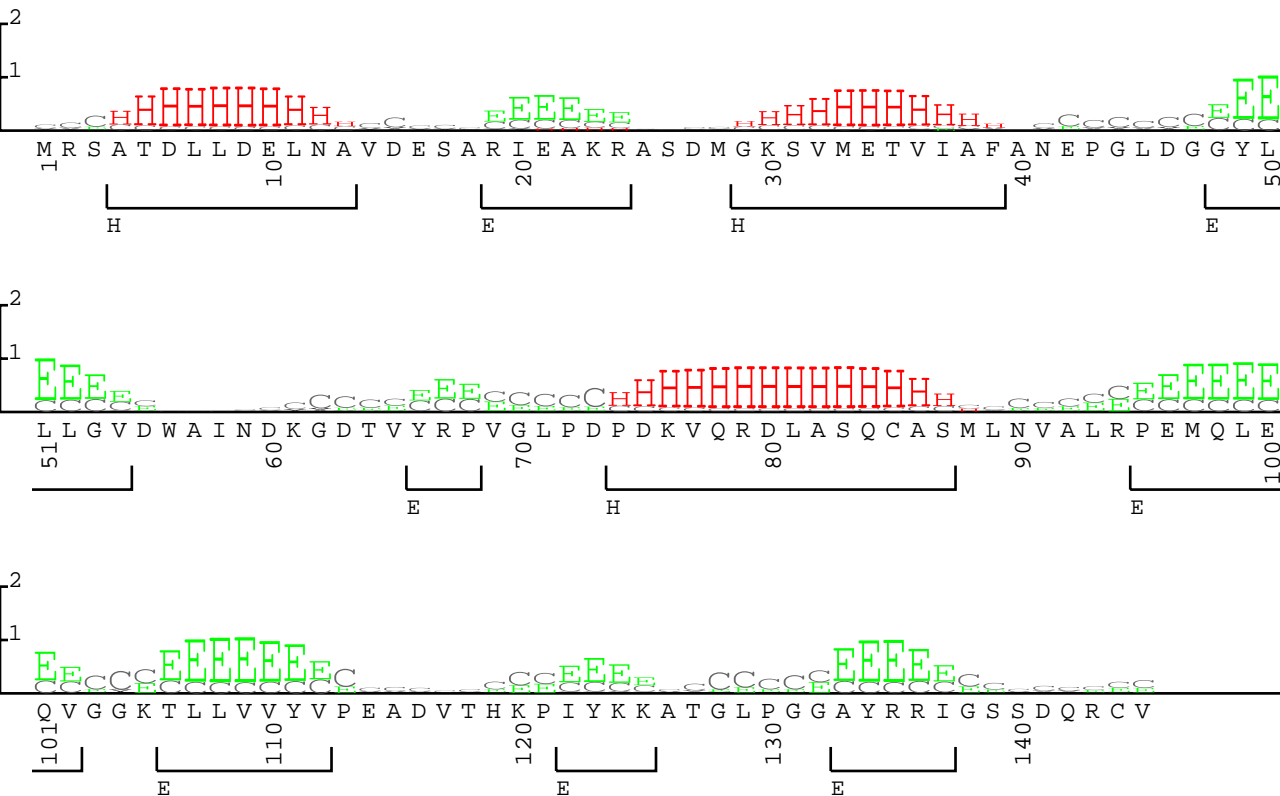 2
1
C C C H H H H H H H H H H C C E E E E E E H H H H H H H H H H H C C C C C C C E E E
M R S A T D L L D E L N A V D E S A R I E A K R A S D M G K S V M E T V I A F A N E P G L D G G Y L
1 10 20 30 40 50
H E H E
2
1
E E E E C C C C C C E E E C C C C C H H H H H H H H H H H H H H C C C C C E E E E E E
L L G V D W A I N D K G D T V Y R P V G L P D P D K V Q R D L A S Q C A S M L N V A L R P E M Q L E
51 60 70 80 90 100
E H E
2
1
E E C C C E E E E E E E C C C C E E E E C C C C C C E E E E E C C C C C C C
Q V G G K T L L V V Y V P E A D V T H K P I Y K K A T G L P G G A Y R R I G S S D Q R C V
101 110 120 130 140
E E E